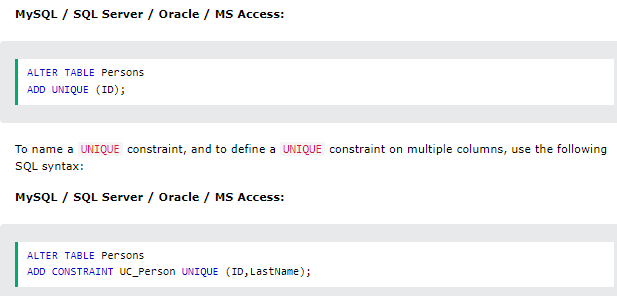 MySQL / SQL Server / Oracle / MS Access:
ALTER TABLE Persons
ADD UNIQUE (ID);
To name a UNIQUE constraint, and to define a UNIQUE constraint on multiple columns, use the following
SQL syntax:
MySQL / SQL Server / Oracle / MS Access:
ALTER TABLE Persons
ADD CONSTRAINT UC_Person UNIQUE (ID,LastName);